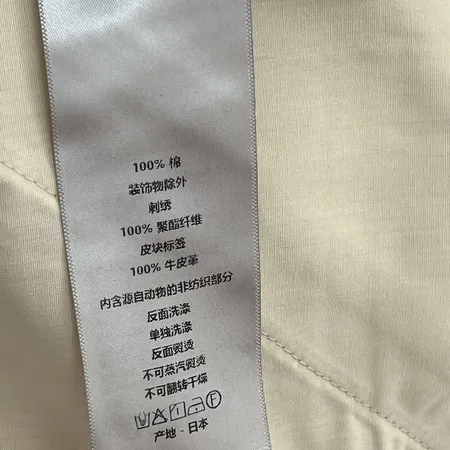 100% 棉
装饰物除外
刺绣
100% 聚酯纤维
皮块标签
100% 牛皮革
内含源自动物的非纺织部分
反面洗涤
单独洗涤
反面熨烫
不可蒸汽熨烫
不可翻转干燥
F
产地 - 日本